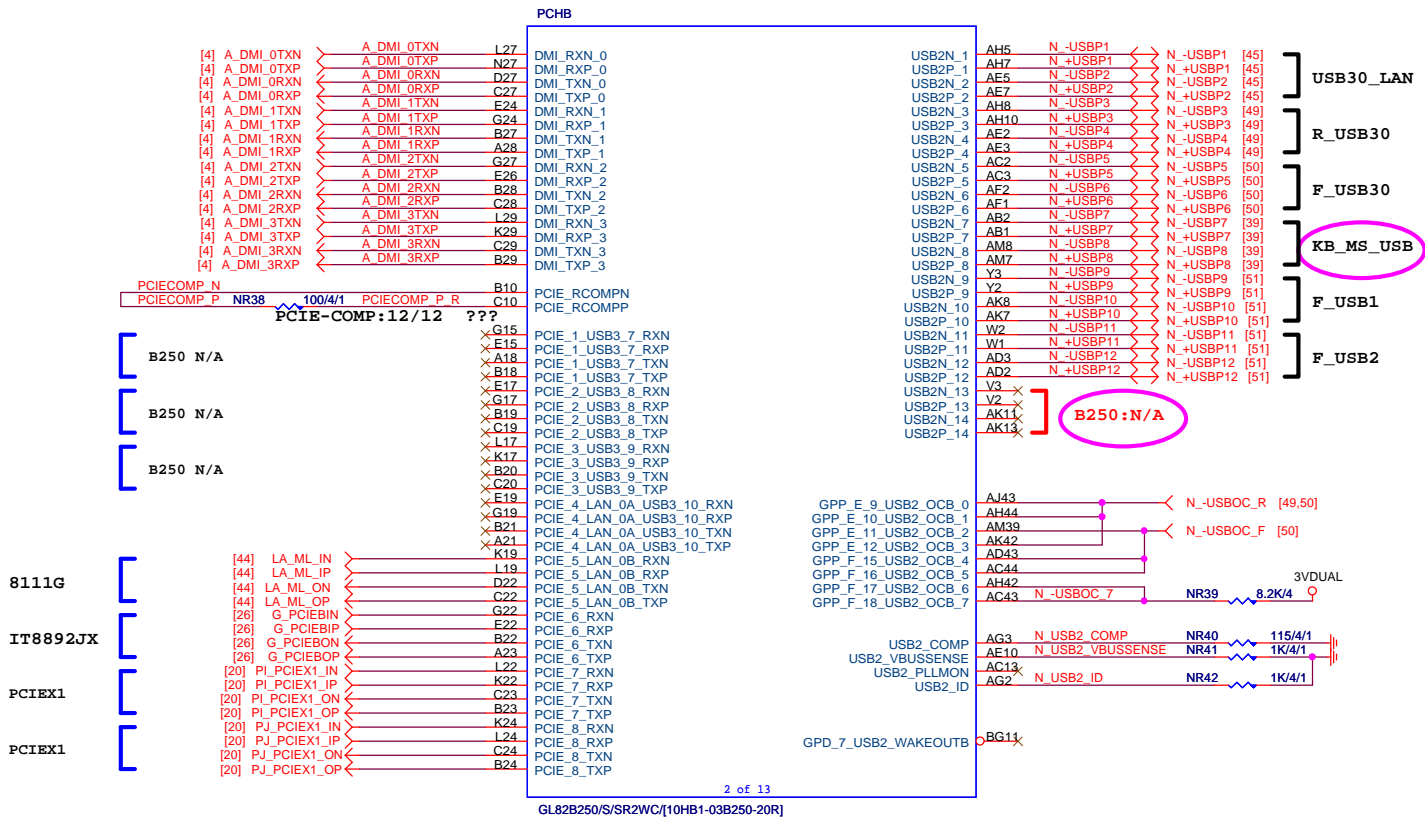 PCHB
[4] A_DMI_0TXN A_DMI_0TXN L27 DMI_RXN_0
[4] A_DMI_0TXP A_DMI_0TXP N27 DMI_RXP_0
[4] A_DMI_0RXN A_DMI_0RXN D27 DMI_TXN_0
[4] A_DMI_0RXP A_DMI_0RXP C27 DMI_TXP_0
[4] A_DMI_1TXN A_DMI_1TXN E24 DMI_RXN_1
[4] A_DMI_1TXP A_DMI_1TXP G24 DMI_RXP_1
[4] A_DMI_1RXN A_DMI_1RXN B27 DMI_TXN_1
[4] A_DMI_1RXP A_DMI_1RXP A28 DMI_TXP_1
[4] A_DMI_2TXN A_DMI_2TXN G27 DMI_RXN_2
[4] A_DMI_2TXP A_DMI_2TXP E26 DMI_RXP_2
[4] A_DMI_2RXN A_DMI_2RXN B28 DMI_TXN_2
[4] A_DMI_2RXP A_DMI_2RXP C28 DMI_TXP_2
[4] A_DMI_3TXN A_DMI_3TXN L29 DMI_RXN_3
[4] A_DMI_3TXP A_DMI_3TXP K29 DMI_RXP_3
[4] A_DMI_3RXN A_DMI_3RXN C29 DMI_TXN_3
[4] A_DMI_3RXP A_DMI_3RXP B29 DMI_TXP_3
PCIECOMP_N B10 PCIE_RCOMPN
PCIECOMP_P NR38 100/4/1 PCIECOMP_P_R C10 PCIE_RCOMPP
PCIE-COMP:12/12 ???
G15 PCIE_1_USB3_7_RXN
E15 PCIE_1_USB3_7_RXP
B250 N/A
A18 PCIE_1_USB3_7_TXN
B18 PCIE_1_USB3_7_TXP
E17 PCIE_2_USB3_8_RXN
G17 PCIE_2_USB3_8_RXP
B250 N/A
B19 PCIE_2_USB3_8_TXN
C19 PCIE_2_USB3_8_TXP
L17 PCIE_3_USB3_9_RXN
K17 PCIE_3_USB3_9_RXP
B250 N/A
B20 PCIE_3_USB3_9_TXN
C20 PCIE_3_USB3_9_TXP
E19 PCIE_4_LAN_0A_USB3_10_RXN
G19 PCIE_4_LAN_0A_USB3_10_RXP
B21 PCIE_4_LAN_0A_USB3_10_TXN
A21 PCIE_4_LAN_0A_USB3_10_TXP
[44] LA_ML_IN K19 PCIE_5_LAN_0B_RXN
[44] LA_ML_IP L19 PCIE_5_LAN_0B_RXP
8111G
[44] LA_ML_ON D22 PCIE_5_LAN_0B_TXN
[44] LA_ML_OP C22 PCIE_5_LAN_0B_TXP
[26] G_PCIEBIN G22 PCIE_6_RXN
[26] G_PCIEBIP E22 PCIE_6_RXP
IT8892JX
[26] G_PCIEBON B22 PCIE_6_TXN
[26] G_PCIEBOP A23 PCIE_6_TXP
[20] PI_PCIEX1_IN L22 PCIE_7_RXN
[20] PI_PCIEX1_IP K22 PCIE_7_RXP
PCIEX1
[20] PI_PCIEX1_ON C23 PCIE_7_TXN
[20] PI_PCIEX1_OP B23 PCIE_7_TXP
[20] PJ_PCIEX1_IN K24 PCIE_8_RXN
[20] PJ_PCIEX1_IP L24 PCIE_8_RXP
PCIEX1
[20] PJ_PCIEX1_ON C24 PCIE_8_TXN
[20] PJ_PCIEX1_OP B24 PCIE_8_TXP
USB2N_1 AH5 N_-USBP1 N_-USBP1 [45]
USB2P_1 AH7 N_+USBP1 N_+USBP1 [45]
USB30_LAN
USB2N_2 AE5 N_-USBP2 N_-USBP2 [45]
USB2P_2 AE7 N_+USBP2 N_+USBP2 [45]
USB2N_3 AH8 N_-USBP3 N_-USBP3 [49]
USB2P_3 AH10 N_+USBP3 N_+USBP3 [49]
R_USB30
USB2N_4 AE2 N_-USBP4 N_-USBP4 [49]
USB2P_4 AE3 N_+USBP4 N_+USBP4 [49]
USB2N_5 AC2 N_-USBP5 N_-USBP5 [50]
USB2P_5 AC3 N_+USBP5 N_+USBP5 [50]
F_USB30
USB2N_6 AF2 N_-USBP6 N_-USBP6 [50]
USB2P_6 AF1 N_+USBP6 N_+USBP6 [50]
USB2N_7 AB2 N_-USBP7 N_-USBP7 [39]
USB2P_7 AB1 N_+USBP7 N_+USBP7 [39]
KB_MS_USB
USB2N_8 AM8 N_-USBP8 N_-USBP8 [39]
USB2P_8 AM7 N_+USBP8 N_+USBP8 [39]
USB2N_9 Y3 N_-USBP9 N_-USBP9 [51]
USB2P_9 Y2 N_+USBP9 N_+USBP9 [51]
F_USB1
USB2N_10 AK8 N_-USBP10 N_-USBP10 [51]
USB2P_10 AK7 N_+USBP10 N_+USBP10 [51]
USB2N_11 W2 N_-USBP11 N_-USBP11 [51]
USB2P_11 W1 N_+USBP11 N_+USBP11 [51]
F_USB2
USB2N_12 AD3 N_-USBP12 N_-USBP12 [51]
USB2P_12 AD2 N_+USBP12 N_+USBP12 [51]
USB2N_13 V3
USB2P_13 V2
B250:N/A
USB2N_14 AK11
USB2P_14 AK13
GPP_E_9_USB2_OCB_0 AJ43 N_-USBOC_R [49,50]
GPP_E_10_USB2_OCB_1 AH44
GPP_E_11_USB2_OCB_2 AM39 N_-USBOC_F [50]
GPP_E_12_USB2_OCB_3 AK42
GPP_F_15_USB2_OCB_4 AD43
GPP_F_16_USB2_OCB_5 AC44
GPP_F_17_USB2_OCB_6 AH42
3VDUAL
GPP_F_18_USB2_OCB_7 AC43 N_-USBOC_7 NR39 8.2K/4
USB2_COMP AG3 N_USB2_COMP NR40 115/4/1
USB2_VBUSSENSE AE10 N_USB2_VBUSSENSE NR41 1K/4/1
USB2_PLLMON AC13
USB2_ID AG2 N_USB2_ID NR42 1K/4/1
GPD_7_USB2_WAKEOUTB BG11
2 of 13
GL82B250/S/SR2WC/[10HB1-03B250-20R]